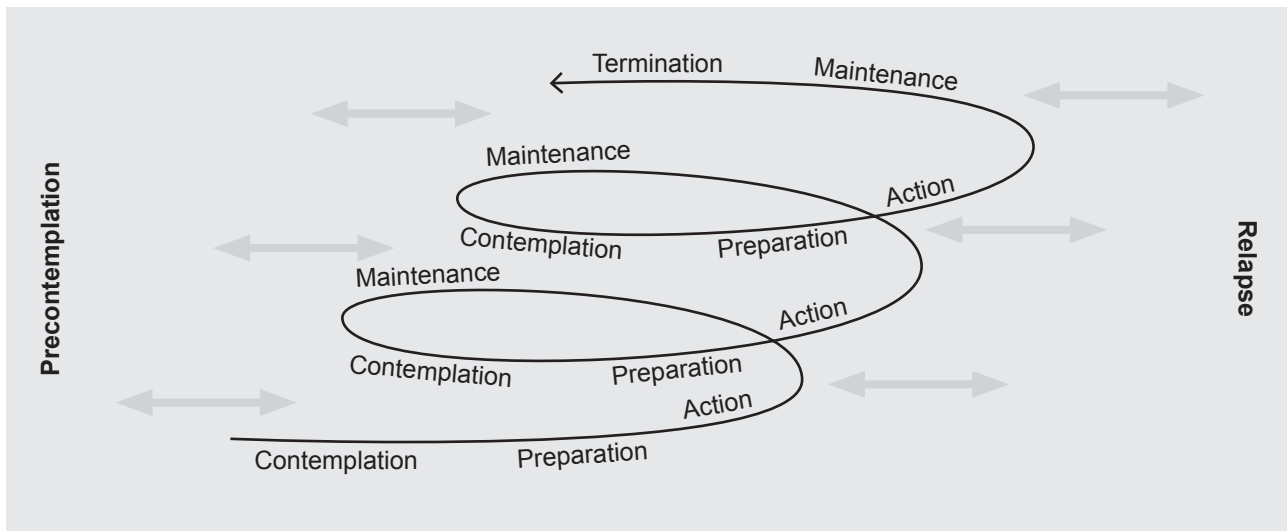 Termination
Maintenance
Maintenance
Action
Contemplation
Preparation
Maintenance
Action
Contemplation
Preparation
Action
Contemplation
Preparation
Precontemplation
Relapse